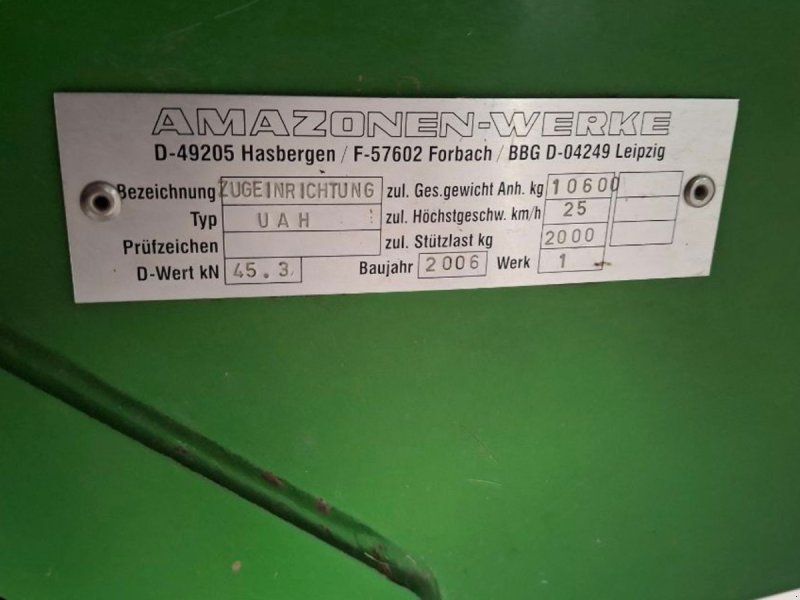 AMAZONEN-WERKE
D-49205 Hasbergen / F-57602 Forbach / BBG D-04249 Leipzig
Bezeichnung ZUGEINRICHTUNG zul. Ges.gewicht Anh. kg 10600
Typ UAH zul. Höchstgeschw. km/h 25
Prüfzeichen zul. Stützlast kg 2000
D-Wert kN 45.3 Baujahr 2006 Werk 1